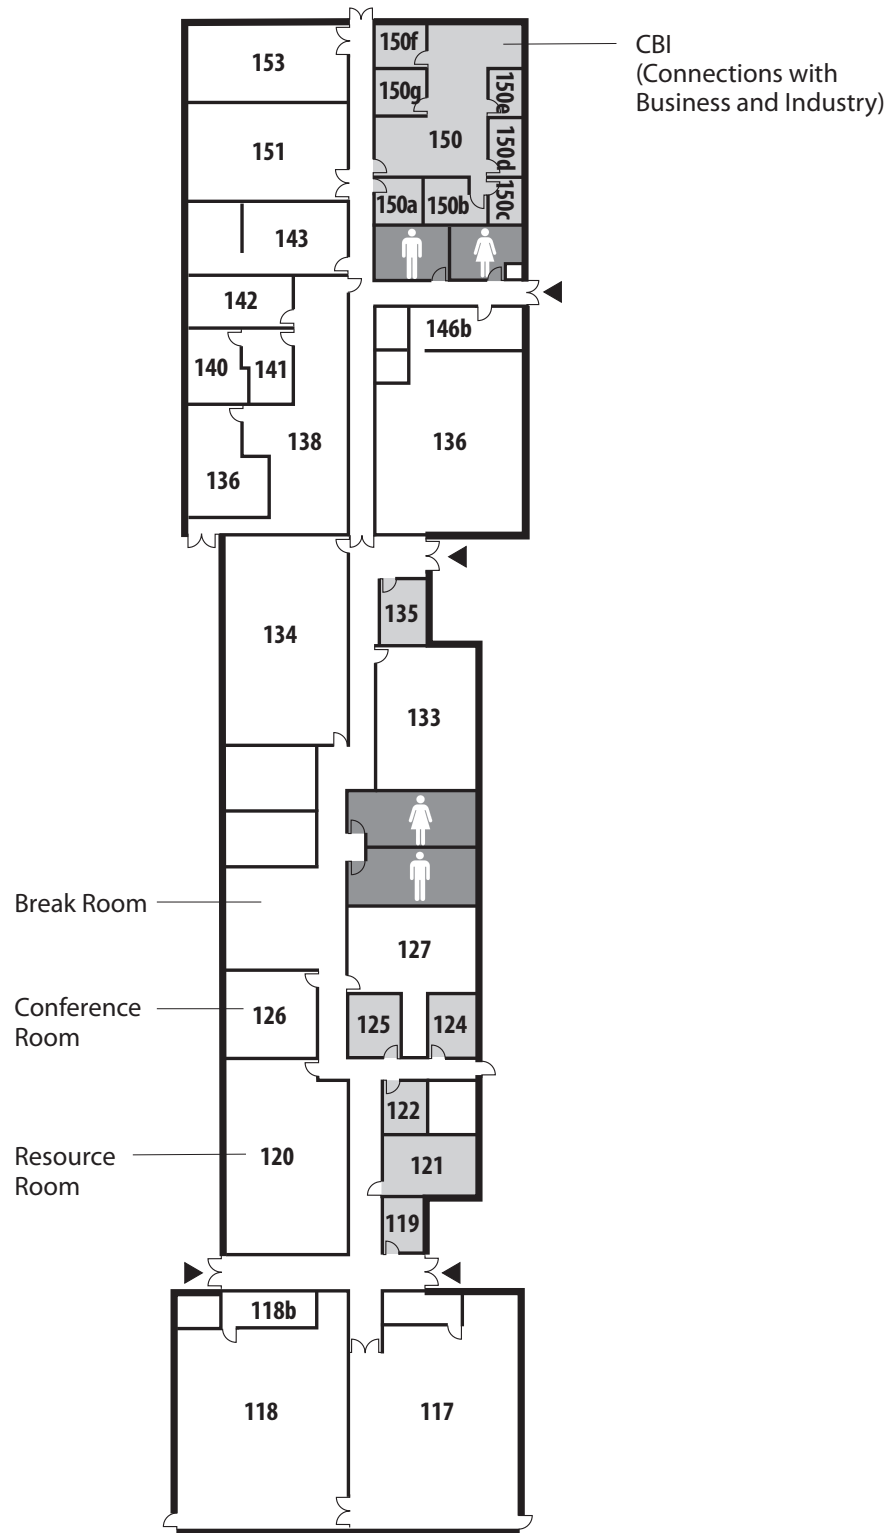 150f
CBI
(Connections with
Business and Industry)
153
150g
150e
150
151
150d
150a
150b
150c
143
142
146b
140
141
138
136
136
135
134
133
Break Room
127
Conference
Room
126
125
124
122
Resource
Room
120
121
119
118b
118
117